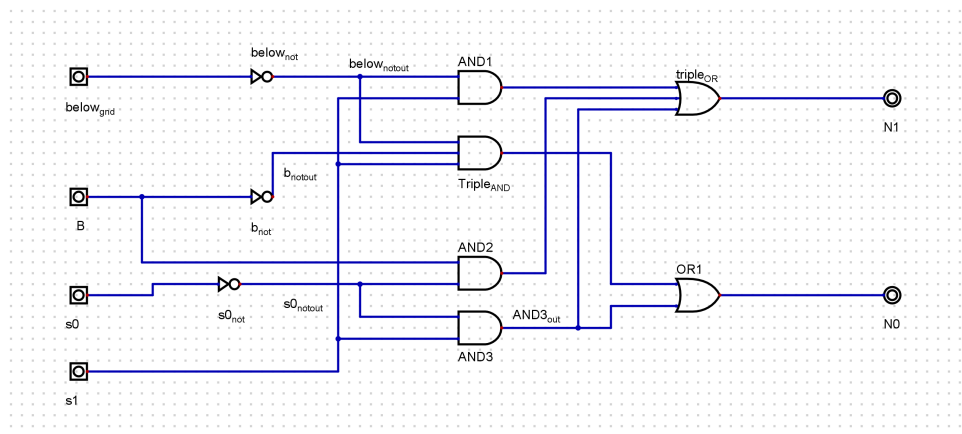 below_not
AND1
below_notout
triple_OR
below_gnd
N1
b_notout
Triple_AND
B
b_not
AND2
OR1
s0_notout
s0_not
AND3_out
s0
N0
AND3
s1